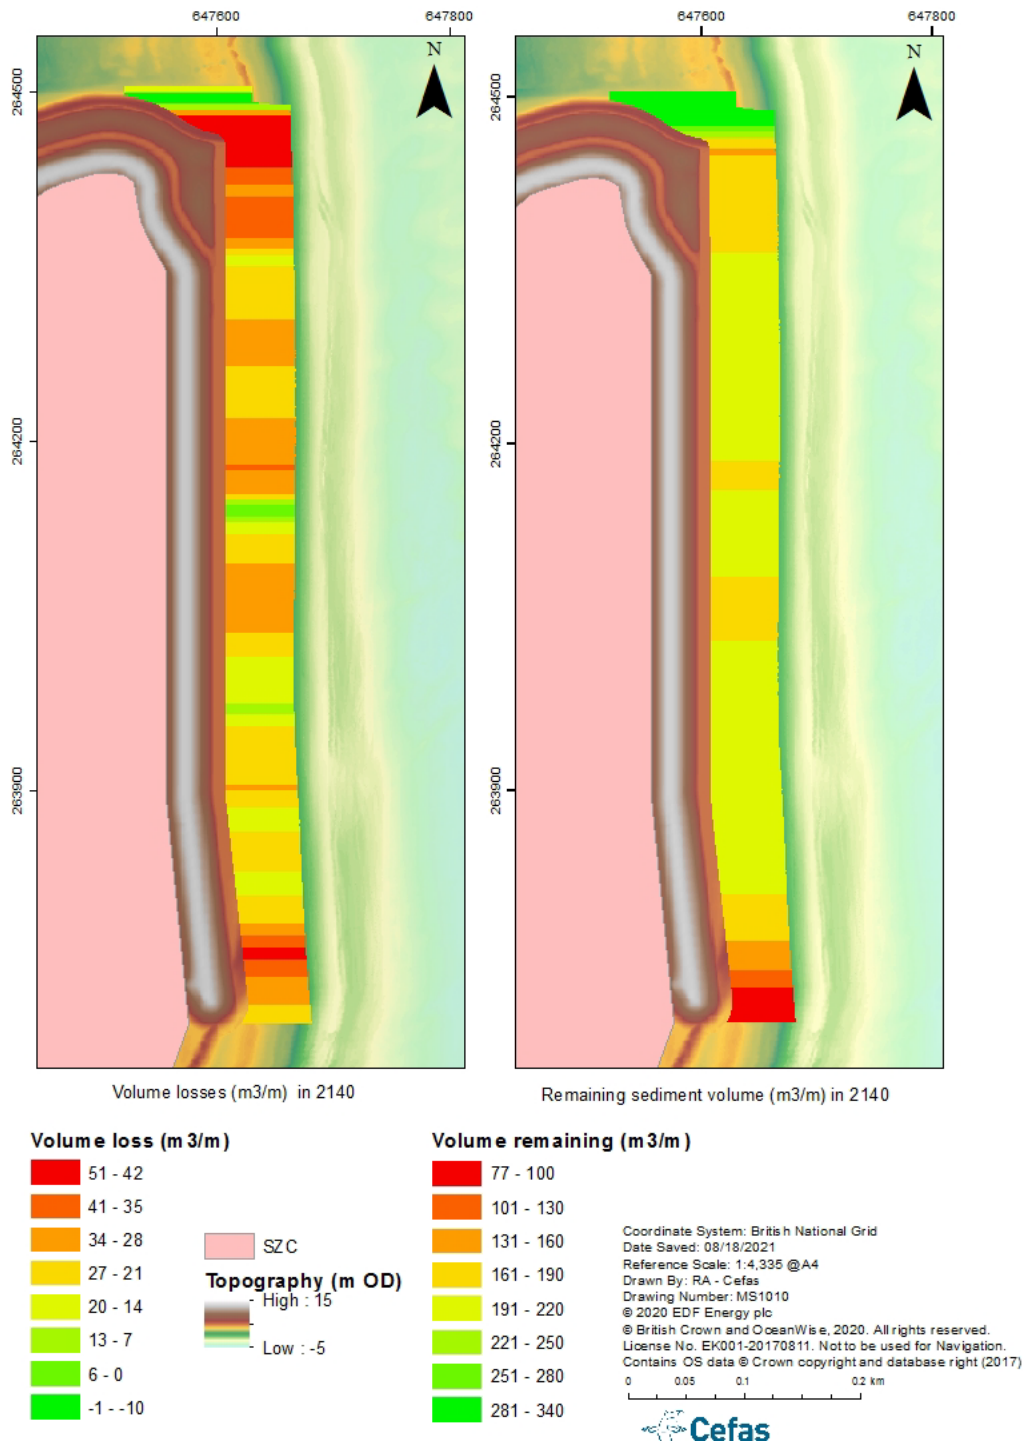 647600
647800
647600
647800
N
N
264500
264200
263900
264500
264200
263900
Volume losses (m3/m) in 2140
Remaining sediment volume (m3/m) in 2140
Volume loss (m3/m)
51 - 42
41 - 35
34 - 28
27 - 21
20 - 14
13 - 7
6 - 0
-1 - -10
SZC
Topography (m OD)
High : 15
Low : -5
Volume remaining (m3/m)
77 - 100
101 - 130
131 - 160
161 - 190
191 - 220
221 - 250
251 - 280
281 - 340
Coordinate System: British National Grid
Date Saved: 08/18/2021
Reference Scale: 1:4,335 @A4
Drawn By: RA - Cefas
Drawing Number: MS1010
© 2020 EDF Energy plc
© British Crown and OceanWise, 2020. All rights reserved.
License No. EK001-20170811. Not to be used for Navigation.
Contains OS data © Crown copyright and database right (2017)
0 0.05 0.1 0.2 km
Cefas